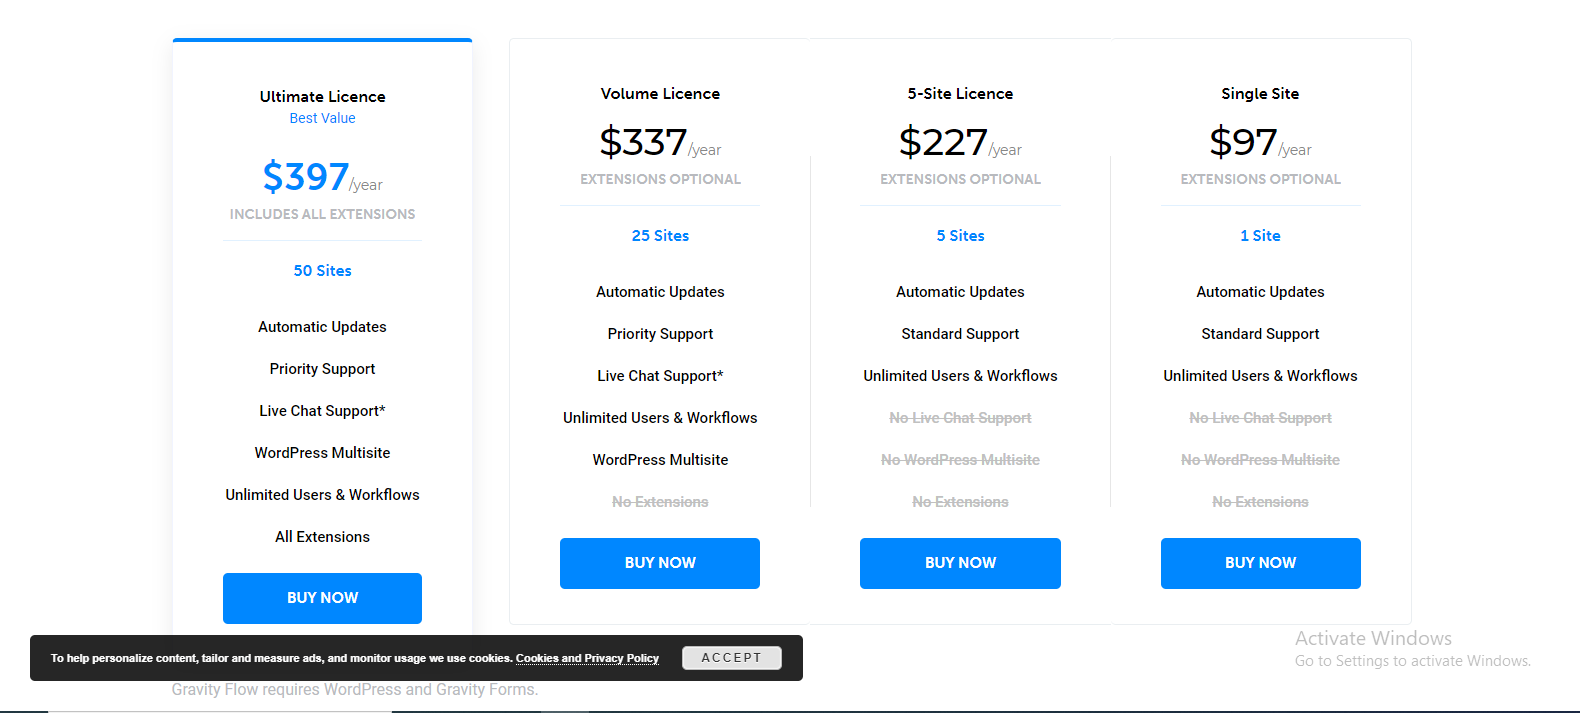 Ultimate Licence
Best Value
$397/year
INCLUDES ALL EXTENSIONS
50 Sites
Automatic Updates
Priority Support
Live Chat Support*
WordPress Multisite
Unlimited Users & Workflows
All Extensions
BUY NOW
Volume Licence
$337/year
EXTENSIONS OPTIONAL
25 Sites
Automatic Updates
Priority Support
Live Chat Support*
Unlimited Users & Workflows
WordPress Multisite
No Extensions
BUY NOW
5-Site Licence
$227/year
EXTENSIONS OPTIONAL
5 Sites
Automatic Updates
Standard Support
Unlimited Users & Workflows
No Live Chat Support
No WordPress Multisite
No Extensions
BUY NOW
Single Site
$97/year
EXTENSIONS OPTIONAL
1 Site
Automatic Updates
Standard Support
Unlimited Users & Workflows
No Live Chat Support
No WordPress Multisite
No Extensions
BUY NOW
To help personalize content, tailor and measure ads, and monitor usage we use cookies. Cookies and Privacy Policy
ACCEPT
Gravity Flow requires WordPress and Gravity Forms.
Activate Windows
Go to Settings to activate Windows.